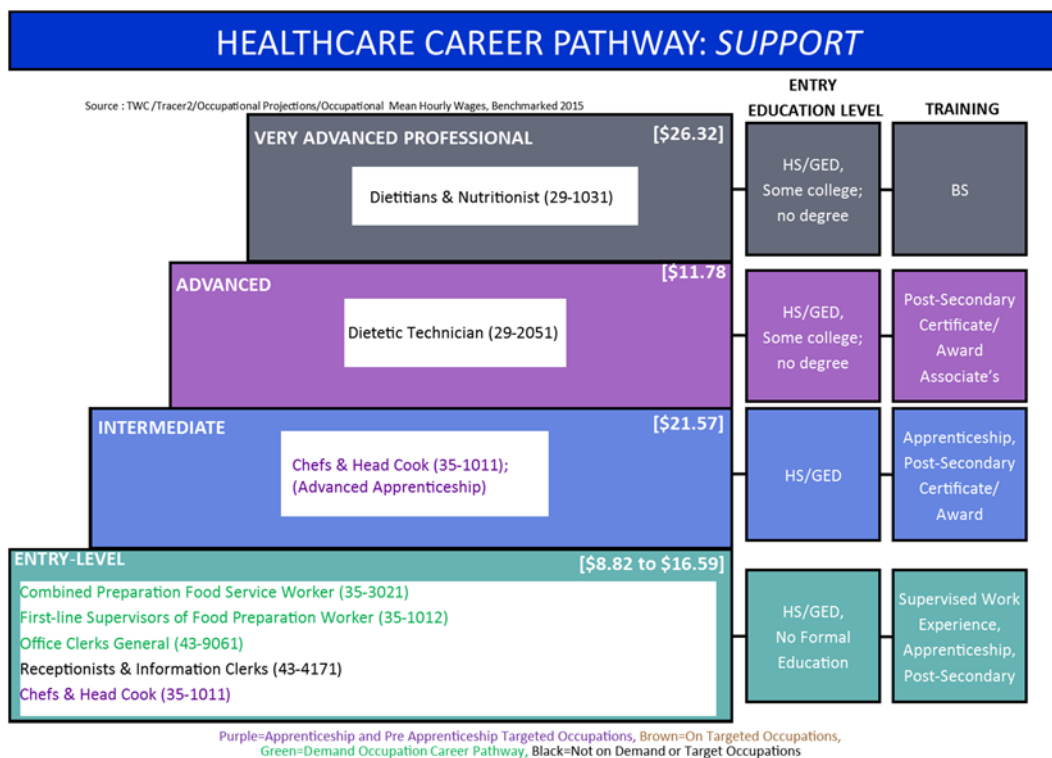 HEALTHCARE CAREER PATHWAY: SUPPORT
Source : TWC /Tracer2/Occupational Projections/Occupational Mean Hourly Wages, Benchmarked 2015
ENTRY
EDUCATION LEVEL
TRAINING
VERY ADVANCED PROFESSIONAL
[$26.32]
Dietitians & Nutritionist (29-1031)
HS/GED,
Some college;
no degree
BS
ADVANCED
[$11.78
Dietetic Technician (29-2051)
HS/GED,
Some college;
no degree
Post-Secondary
Certificate/
Award
Associate's
INTERMEDIATE
[$21.57]
Chefs & Head Cook (35-1011);
(Advanced Apprenticeship)
HS/GED
Apprenticeship,
Post-Secondary
Certificate/
Award
ENTRY-LEVEL
[$8.82 to $16.59]
Combined Preparation Food Service Worker (35-3021)
First-line Supervisors of Food Preparation Worker (35-1012)
Office Clerks General (43-9061)
Receptionists & Information Clerks (43-4171)
Chefs & Head Cook (35-1011)
HS/GED,
No Formal
Education
Supervised Work
Experience,
Apprenticeship,
Post-Secondary
Purple=Apprenticeship and Pre Apprenticeship Targeted Occupations, Brown=On Targeted Occupations,
Green=Demand Occupation Career Pathway, Black=Not on Demand or Target Occupations